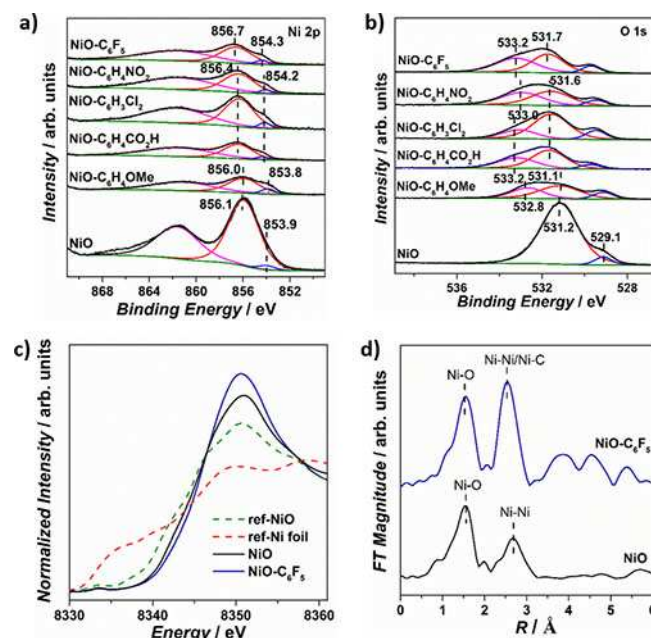 a)
Ni 2p
856.7
854.3
NiO-C₆F₅
856.4
854.2
NiO-C₆H₄NO₂
NiO-C₆H₃Cl₂
NiO-C₆H₄CO₂H
856.0
853.8
NiO-C₆H₄OMe
856.1
853.9
NiO
868 864 860 856 852
Binding Energy / eV
Intensity / arb. units
b)
O 1s
533.2
531.7
NiO-C₆F₅
531.6
NiO-C₆H₄NO₂
533.0
NiO-C₆H₃Cl₂
NiO-C₆H₄CO₂H
533.2
531.1
NiO-C₆H₄OMe
532.8
531.2
529.1
NiO
536 532 528
Binding Energy / eV
Intensity / arb. units
c)
ref-NiO
ref-Ni foil
NiO
NiO-C₆F₅
8330 8340 8350 8360
Energy / eV
Normalized Intensity / arb. units
d)
Ni-Ni/Ni-C
Ni-O
NiO-C₆F₅
Ni-O
Ni-Ni
NiO
0 1 2 3 4 5 6
R / Å
FT Magnitude / arb. units